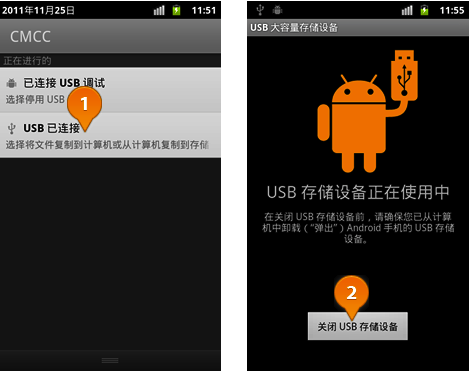 2011年11月25日 11:51
CMCC
正在进行的
已连接 USB 调试
选择停用 USB
1
USB 已连接
选择将文件复制到计算机或从计算机复制到存储
11:55
USB 大容量存储设备
USB 存储设备正在使用中
在关闭 USB 存储设备前，请确保您已从计算
机中卸载（“弹出”）Android 手机的 USB 存储
设备。
2
关闭 USB 存储设备